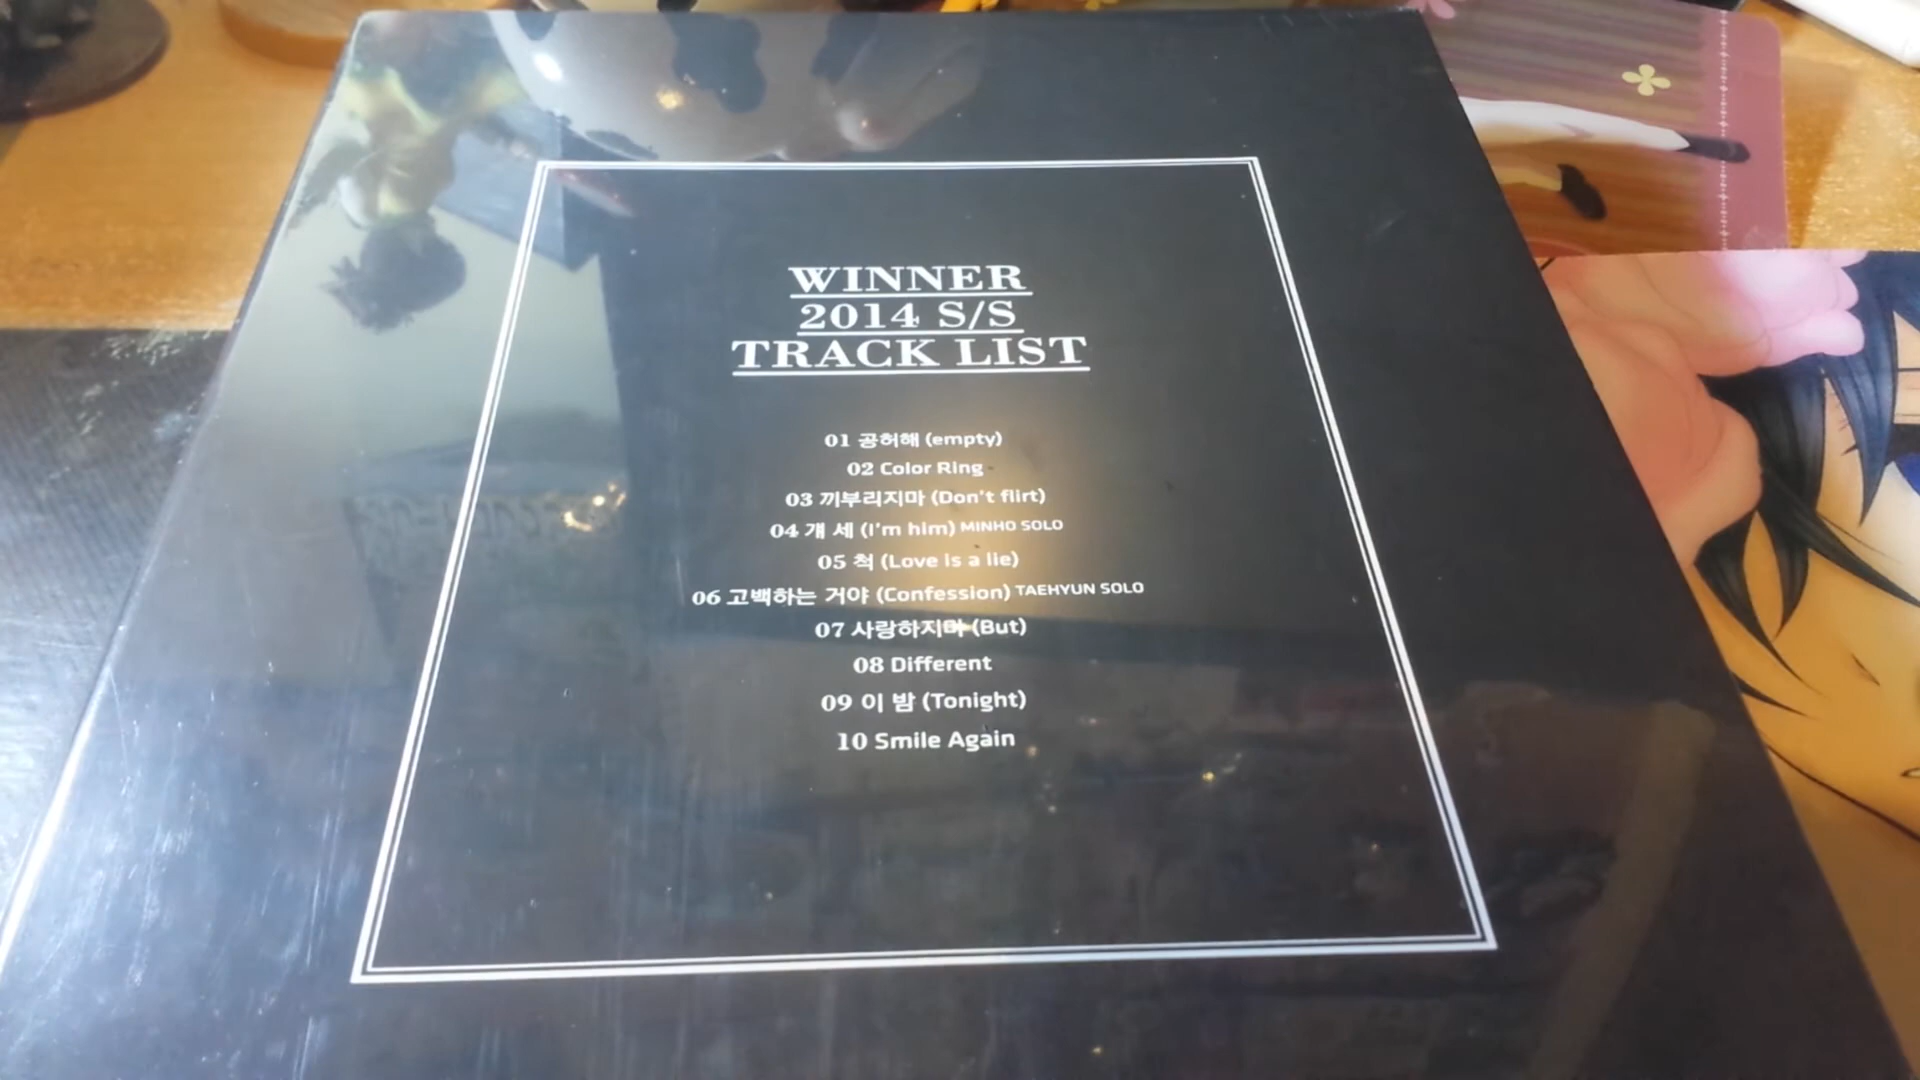 WINNER
2014 S/S
TRACK LIST
01 공허해 (empty)
02 Color Ring
03 끼부리지마 (Don't flirt)
04 걔 세 (I'm him) MINHO SOLO
05 척 (Love is a lie)
06 고백하는 거야 (Confession) TAEHYUN SOLO
07 사랑하지마 (But)
08 Different
09 이 밤 (Tonight)
10 Smile Again